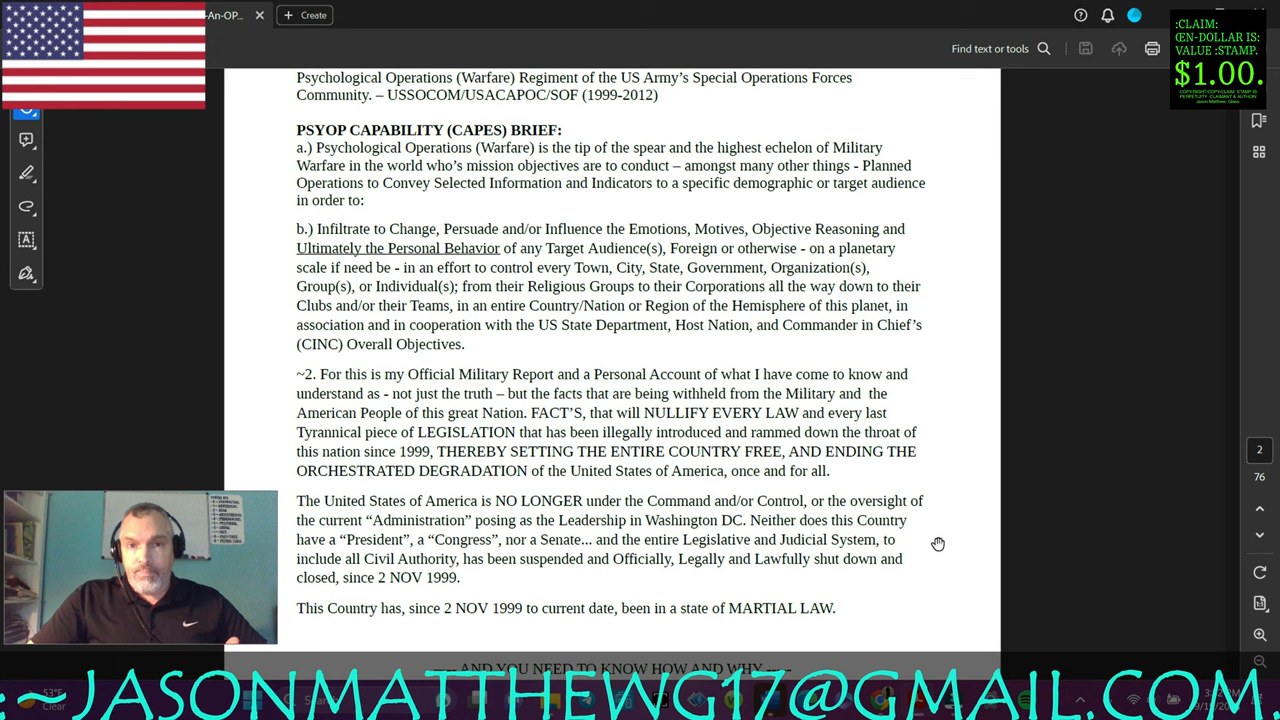 -An-OP...
Create
Find text or tools
:CLAIM:
ŒN-DOLLAR IS:
VALUE :STAMP.
$1.00.
Psychological Operations (Warfare) Regiment of the US Army's Special Operations Forces
Community. – USSOCOM/USACAPOC/SOF (1999-2012)
PSYOP CAPABILITY (CAPES) BRIEF:
a.) Psychological Operations (Warfare) is the tip of the spear and the highest echelon of Military
Warfare in the world who's mission objectives are to conduct – amongst many other things - Planned
Operations to Convey Selected Information and Indicators to a specific demographic or target audience
in order to:
b.) Infiltrate to Change, Persuade and/or Influence the Emotions, Motives, Objective Reasoning and
Ultimately the Personal Behavior of any Target Audience(s), Foreign or otherwise - on a planetary
scale if need be - in an effort to control every Town, City, State, Government, Organization(s),
Group(s), or Individual(s); from their Religious Groups to their Corporations all the way down to their
Clubs and/or their Teams, in an entire Country/Nation or Region of the Hemisphere of this planet, in
association and in cooperation with the US State Department, Host Nation, and Commander in Chief's
(CINC) Overall Objectives.
~2. For this is my Official Military Report and a Personal Account of what I have come to know and
understand as - not just the truth – but the facts that are being withheld from the Military and the
American People of this great Nation. FACT'S, that will NULLIFY EVERY LAW and every last
Tyrannical piece of LEGISLATION that has been illegally introduced and rammed down the throat of
this nation since 1999, THEREBY SETTING THE ENTIRE COUNTRY FREE, AND ENDING THE
ORCHESTRATED DEGRADATION of the United States of America, once and for all.
The United States of America is NO LONGER under the Command and/or Control, or the oversight of
the current “Administration” posing as the Leadership in Washington DC. Neither does this Country
have a “President”, a “Congress”, nor a Senate... and the entire Legislative and Judicial System, to
include all Civil Authority, has been suspended and Officially, Legally and Lawfully shut down and
closed, since 2 NOV 1999.
This Country has, since 2 NOV 1999 to current date, been in a state of MARTIAL LAW.
---- AND YOU NEED TO KNOW HOW AND WHY ----
2
76
53°F
Clear
:~JASONMATTHEWG17@GMAIL.COM.